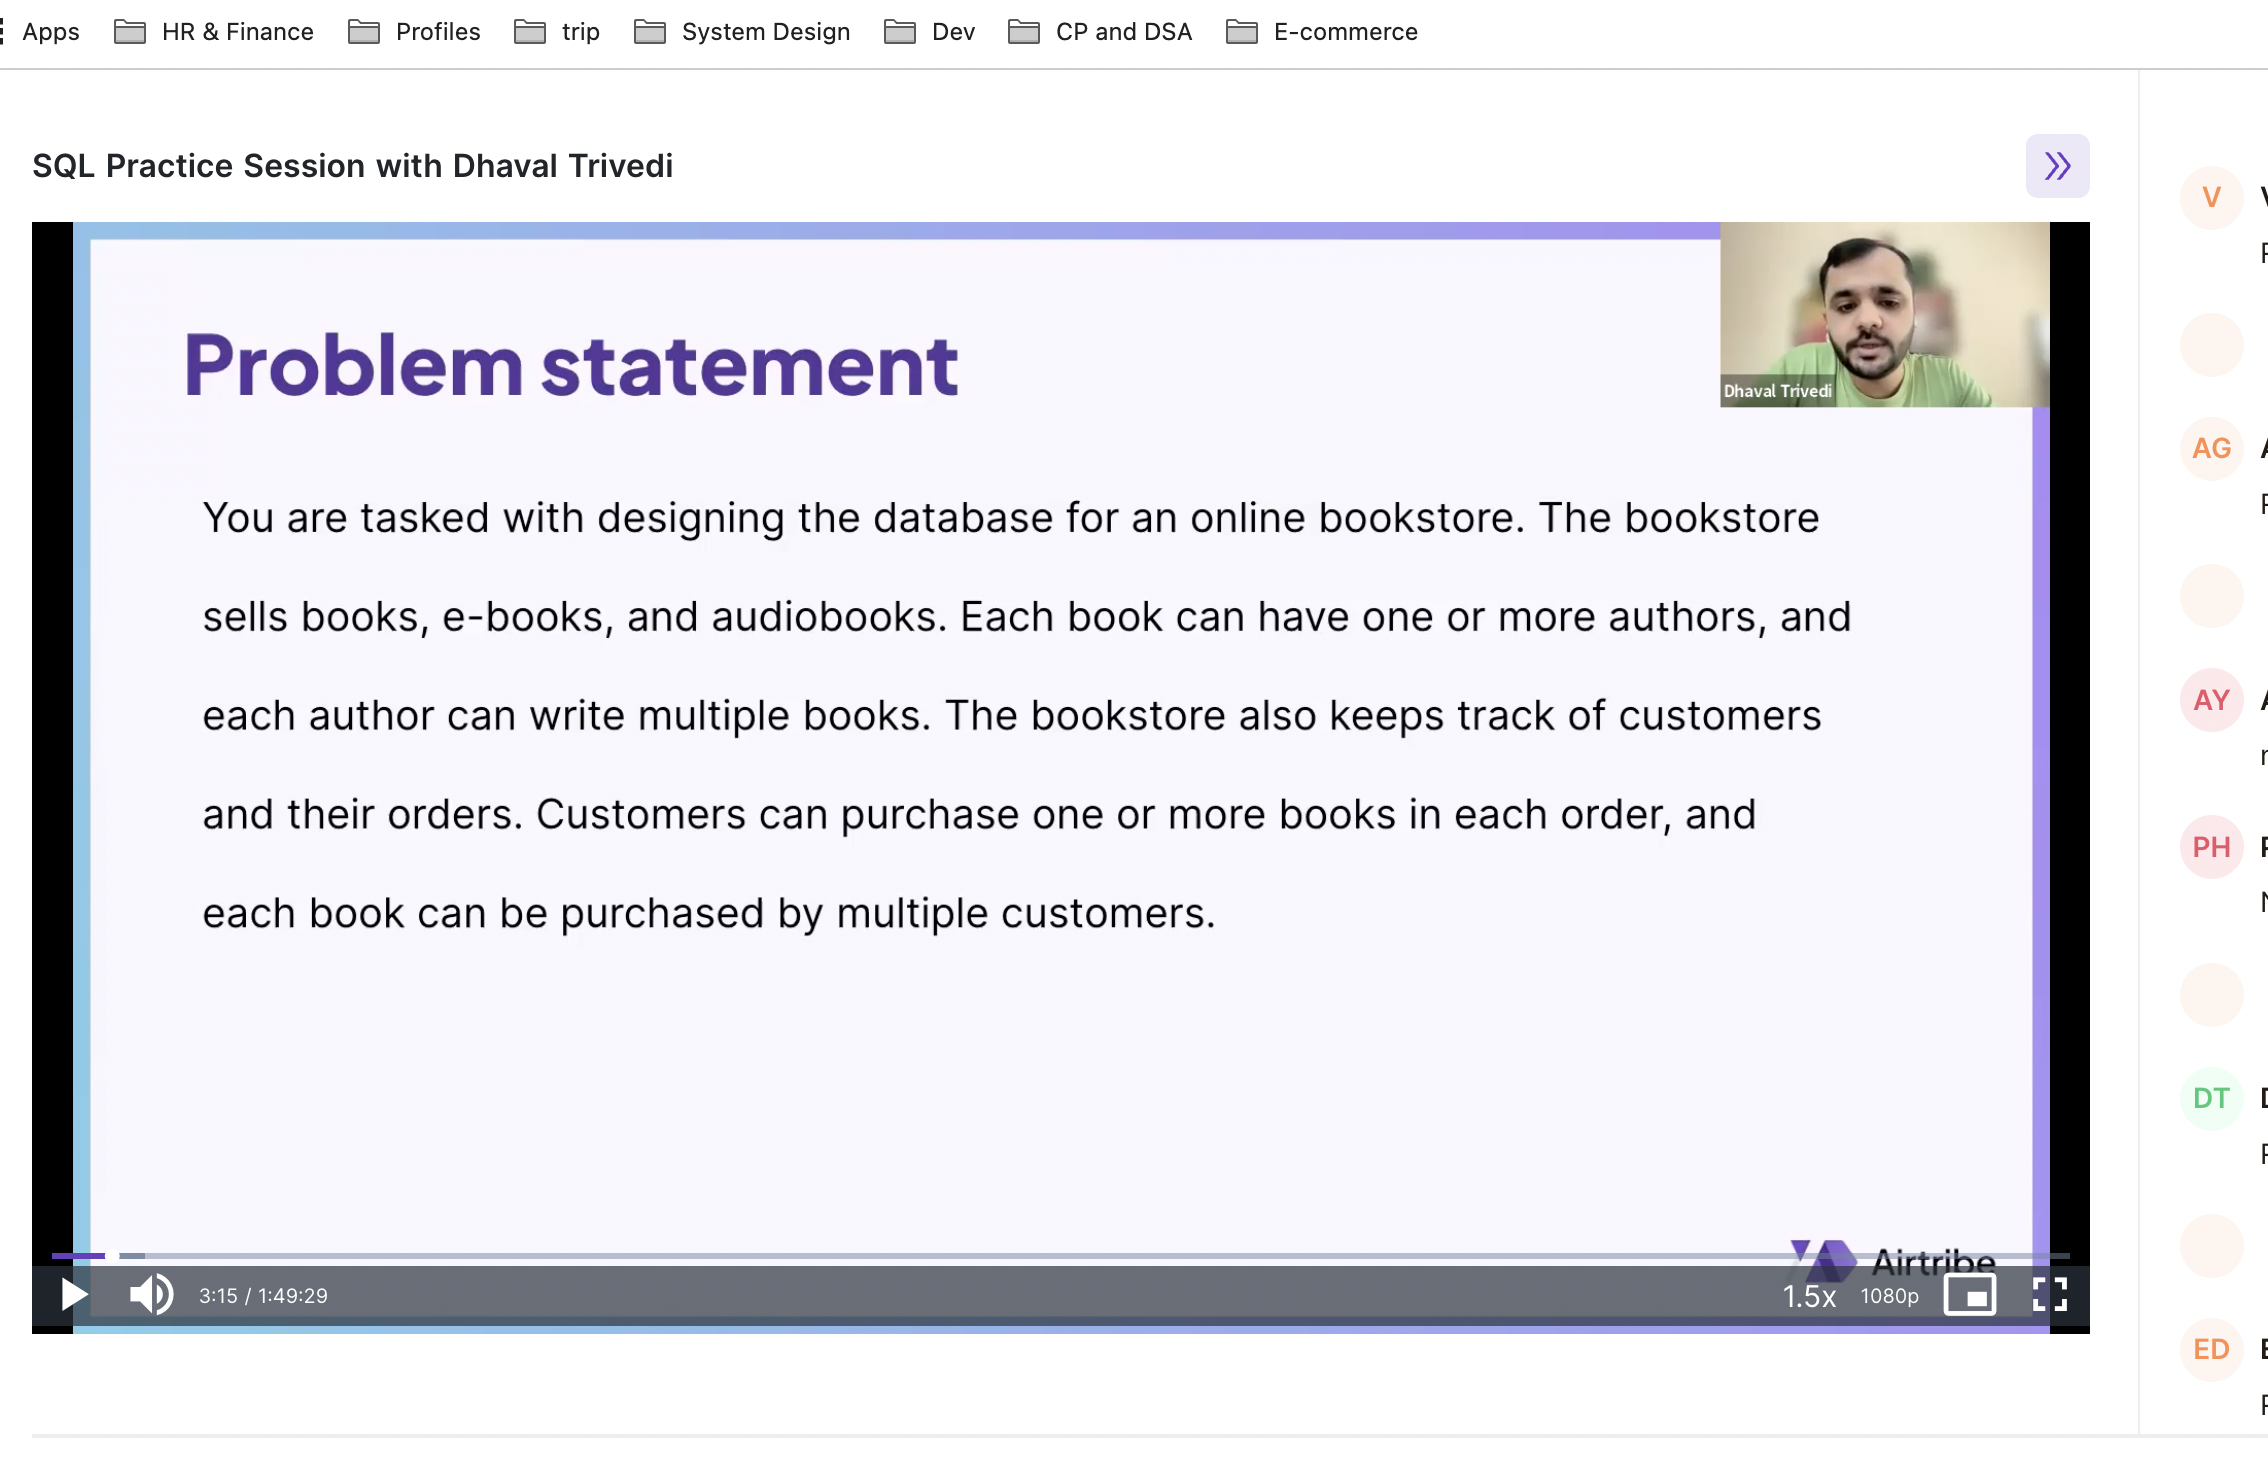 Apps HR & Finance Profiles trip System Design Dev CP and DSA E-commerce
SQL Practice Session with Dhaval Trivedi
Problem statement
Dhaval Trivedi
You are tasked with designing the database for an online bookstore. The bookstore
sells books, e-books, and audiobooks. Each book can have one or more authors, and
each author can write multiple books. The bookstore also keeps track of customers
and their orders. Customers can purchase one or more books in each order, and
each book can be purchased by multiple customers.
Airtribe
3:15 / 1:49:29 1.5x 1080p
V
AG
AY
PH
DT
ED